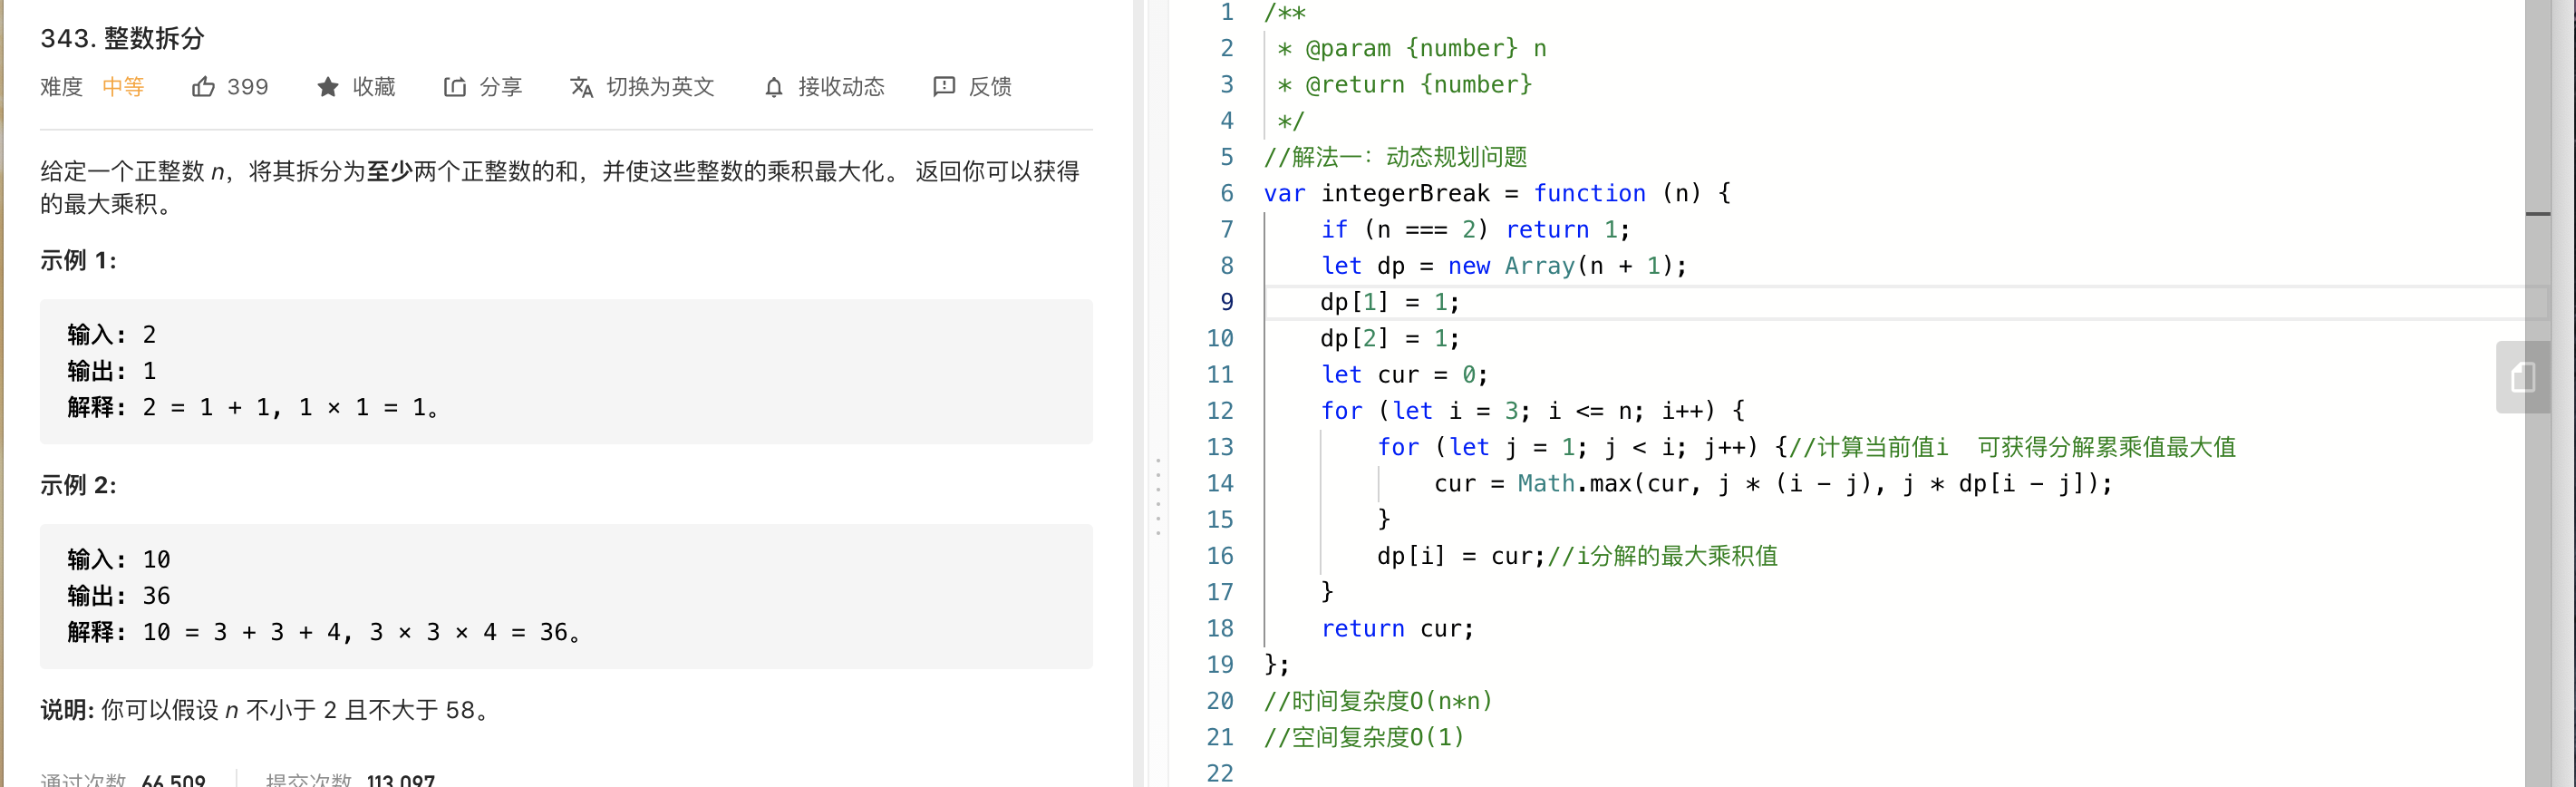 343. 整数拆分
难度 中等 399 收藏 分享 切换为英文 接收动态 反馈
给定一个正整数 n，将其拆分为至少两个正整数的和，并使这些整数的乘积最大化。 返回你可以获得
的最大乘积。
示例 1:
输入: 2
输出: 1
解释: 2 = 1 + 1, 1 × 1 = 1。
示例 2:
输入: 10
输出: 36
解释: 10 = 3 + 3 + 4, 3 × 3 × 4 = 36。
说明: 你可以假设 n 不小于 2 且不大于 58。
通过次数 66,509 提交次数 113,097
1 /**
2 * @param {number} n
3 * @return {number}
4 */
5 //解法一：动态规划问题
6 var integerBreak = function (n) {
7 if (n === 2) return 1;
8 let dp = new Array(n + 1);
9 dp[1] = 1;
10 dp[2] = 1;
11 let cur = 0;
12 for (let i = 3; i <= n; i++) {
13 for (let j = 1; j < i; j++) {//计算当前值i 可获得分解累乘值最大值
14 cur = Math.max(cur, j * (i - j), j * dp[i - j]);
15 }
16 dp[i] = cur;//i分解的最大乘积值
17 }
18 return cur;
19 };
20 //时间复杂度O(n*n)
21 //空间复杂度O(1)
22